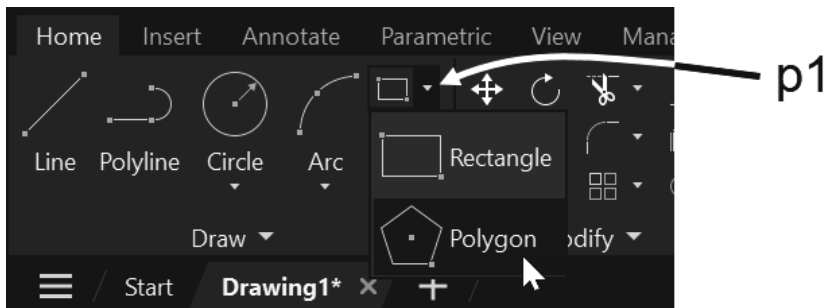 Home Insert Annotate Parametric View
p1
Line Polyline Circle Arc
Rectangle
Polygon
Draw
Start Drawing1*